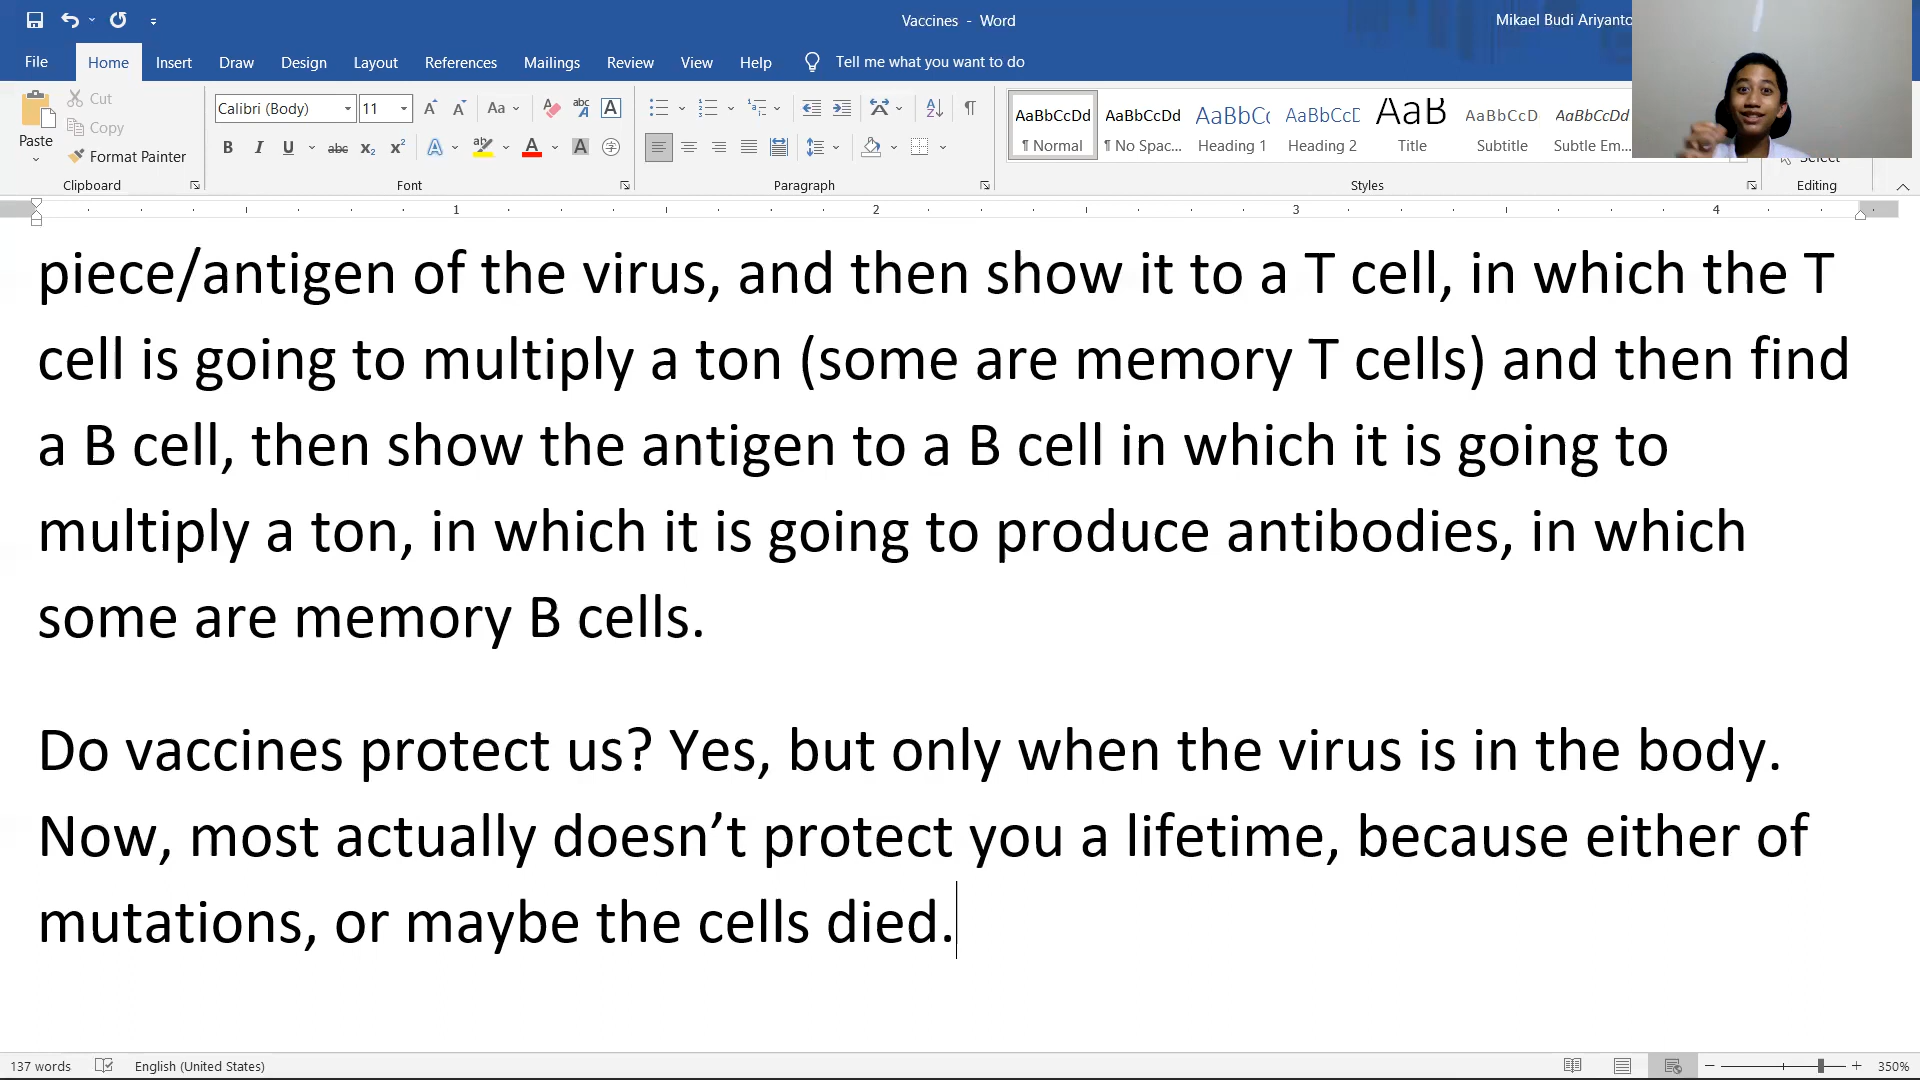 Vaccines - Word
Mikael Budi Ariyanto
File Home Insert Draw Design Layout References Mailings Review View Help Tell me what you want to do
Paste
Cut
Copy
Format Painter
Clipboard
Calibri (Body) 11
Font
Paragraph
AaBbCcDd AaBbCcDd AaBbC AaBbCcD AaB AaBbCcD AaBbCcDd
¶ Normal ¶ No Spac... Heading 1 Heading 2 Title Subtitle Subtle Em...
Styles
Select
Editing
1 2 3 4
piece/antigen of the virus, and then show it to a T cell, in which the T
cell is going to multiply a ton (some are memory T cells) and then find
a B cell, then show the antigen to a B cell in which it is going to
multiply a ton, in which it is going to produce antibodies, in which
some are memory B cells.
Do vaccines protect us? Yes, but only when the virus is in the body.
Now, most actually doesn’t protect you a lifetime, because either of
mutations, or maybe the cells died.
137 words English (United States) 350%